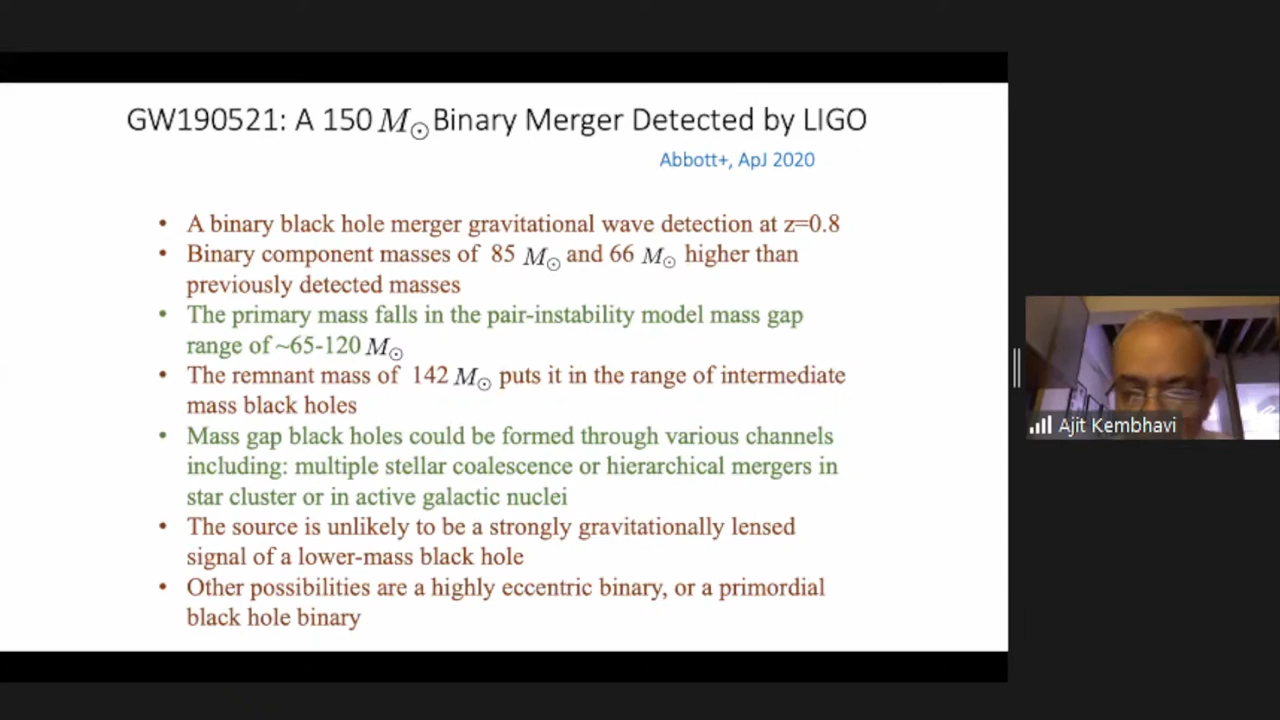 GW190521: A 150 M☉ Binary Merger Detected by LIGO
Abbott+, ApJ 2020
• A binary black hole merger gravitational wave detection at z=0.8
• Binary component masses of 85 M☉ and 66 M☉ higher than
previously detected masses
• The primary mass falls in the pair-instability model mass gap
range of ~65-120 M☉
• The remnant mass of 142 M☉ puts it in the range of intermediate
mass black holes
• Mass gap black holes could be formed through various channels
including: multiple stellar coalescence or hierarchical mergers in
star cluster or in active galactic nuclei
• The source is unlikely to be a strongly gravitationally lensed
signal of a lower-mass black hole
• Other possibilities are a highly eccentric binary, or a primordial
black hole binary
Ajit Kembhavi